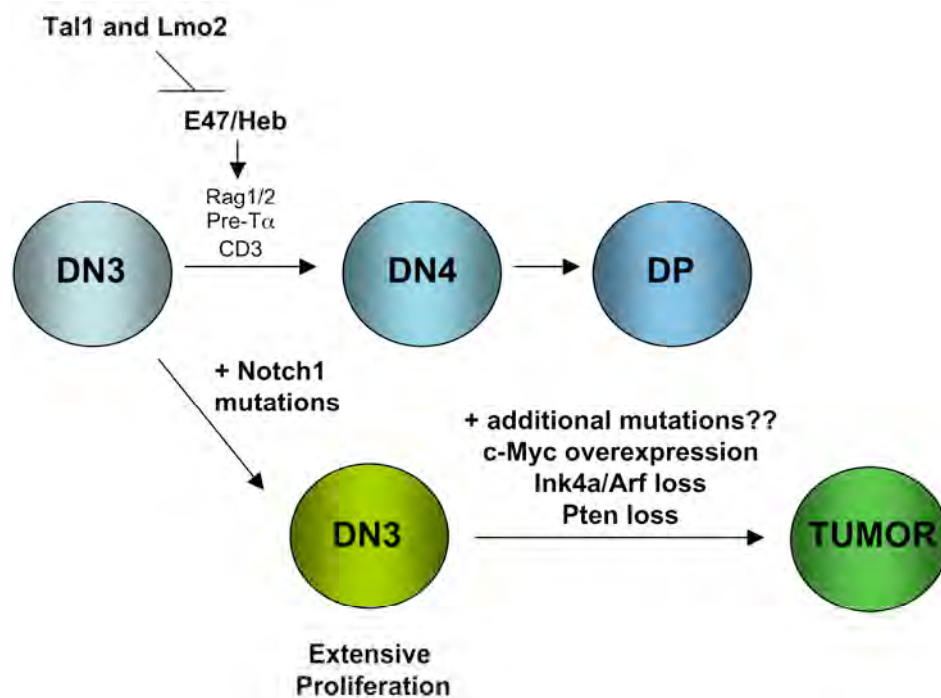 Tal1 and Lmo2
E47/Heb
Rag1/2
Pre-Tα
CD3
DN3
DN4
DP
+ Notch1
mutations
+ additional mutations??
c-Myc overexpression
Ink4a/Arf loss
Pten loss
DN3
TUMOR
Extensive
Proliferation